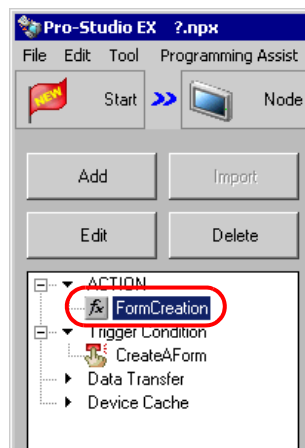 Pro-Studio EX ?.npx
File Edit Tool Programming Assist
NEW Start Node
Add Import
Edit Delete
ACTION
fx FormCreation
Trigger Condition
CreateAForm
Data Transfer
Device Cache